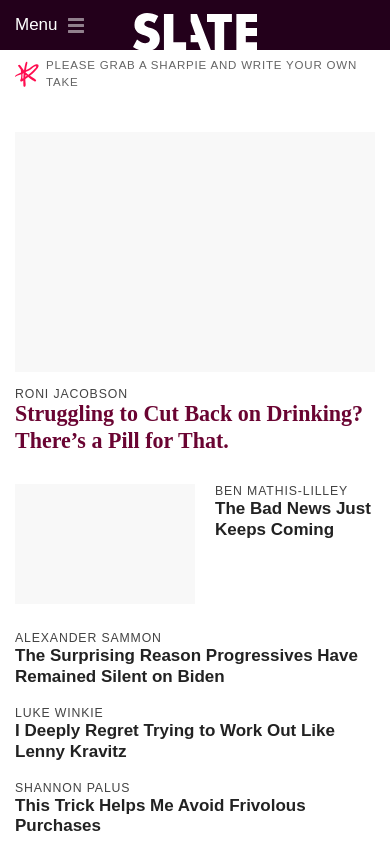 Menu
SLATE
PLEASE GRAB A SHARPIE AND WRITE YOUR OWN
TAKE
RONI JACOBSON
Struggling to Cut Back on Drinking?
There’s a Pill for That.
BEN MATHIS-LILLEY
The Bad News Just
Keeps Coming
ALEXANDER SAMMON
The Surprising Reason Progressives Have
Remained Silent on Biden
LUKE WINKIE
I Deeply Regret Trying to Work Out Like
Lenny Kravitz
SHANNON PALUS
This Trick Helps Me Avoid Frivolous
Purchases